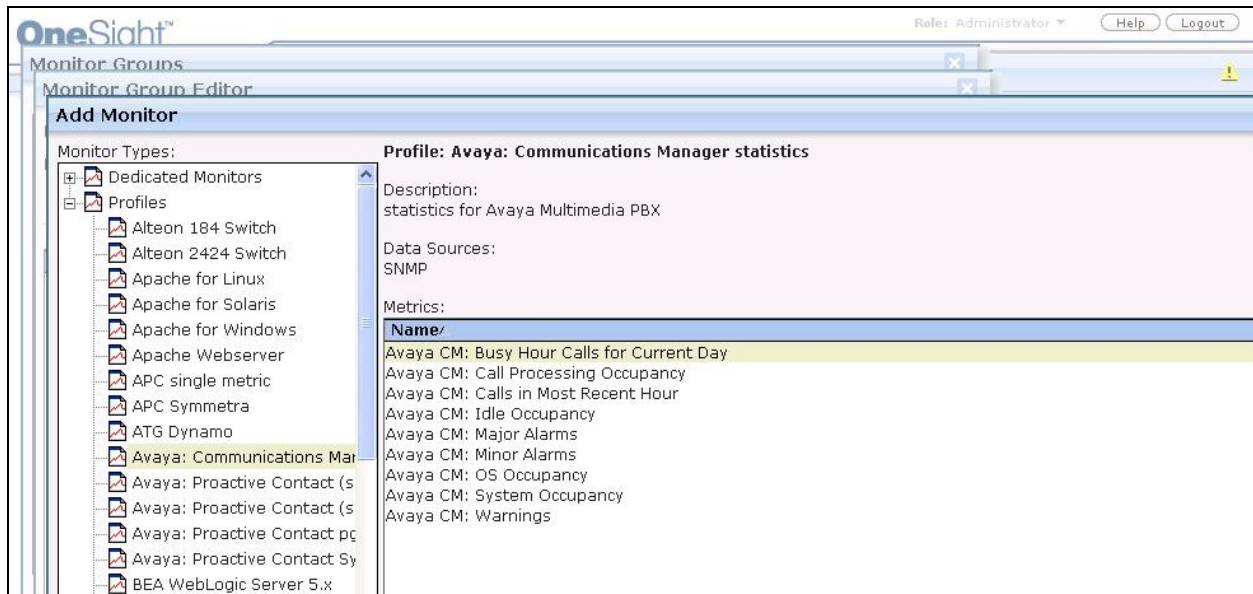 OneSight™
Role: Administrator
Help
Logout
Monitor Groups
Monitor Group Editor
Add Monitor
Monitor Types:
Dedicated Monitors
Profiles
Alteon 184 Switch
Alteon 2424 Switch
Apache for Linux
Apache for Solaris
Apache for Windows
Apache Webserver
APC single metric
APC Symmetra
ATG Dynamo
Avaya: Communications Mar
Avaya: Proactive Contact (s
Avaya: Proactive Contact (s
Avaya: Proactive Contact pg
Avaya: Proactive Contact Sy
BEA WebLogic Server 5.x
Profile: Avaya: Communications Manager statistics
Description:
statistics for Avaya Multimedia PBX
Data Sources:
SNMP
Metrics:
Name
Avaya CM: Busy Hour Calls for Current Day
Avaya CM: Call Processing Occupancy
Avaya CM: Calls in Most Recent Hour
Avaya CM: Idle Occupancy
Avaya CM: Major Alarms
Avaya CM: Minor Alarms
Avaya CM: OS Occupancy
Avaya CM: System Occupancy
Avaya CM: Warnings